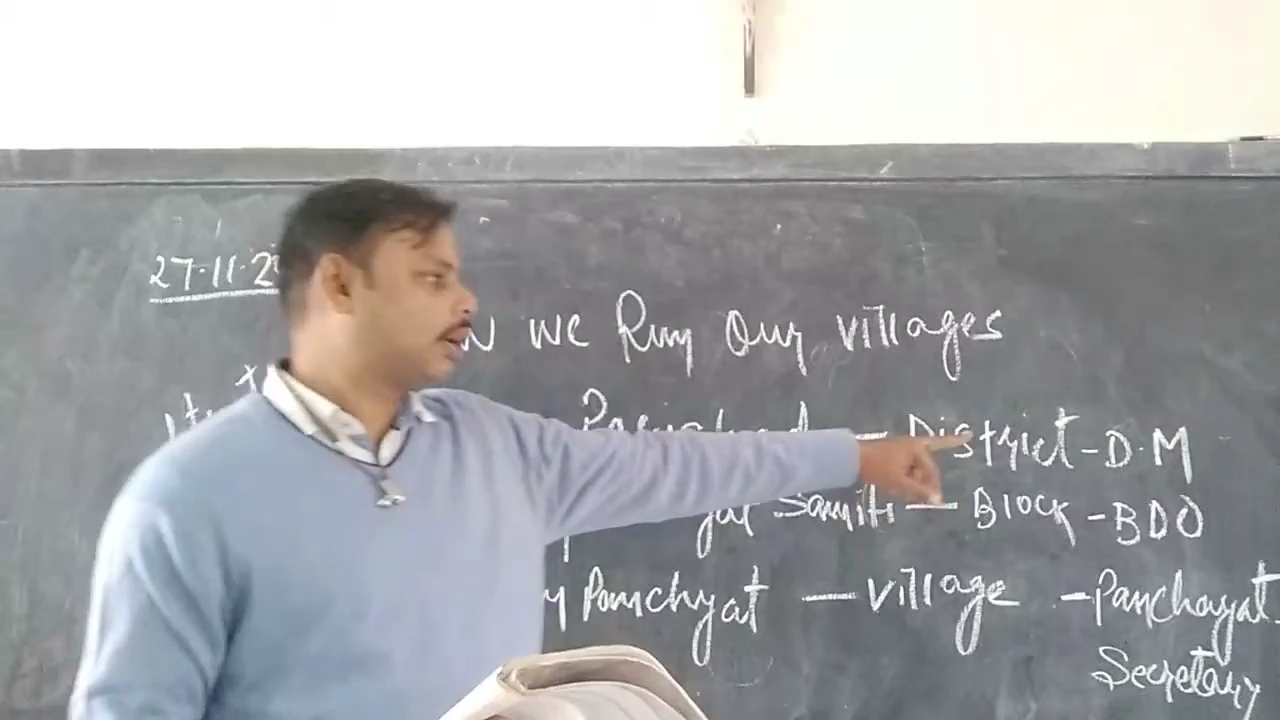 27.11.2
W We Run Our Villages
District - D.M
Samiti - Block - BDO
Panchyat - Village - Panchayat
Secretary